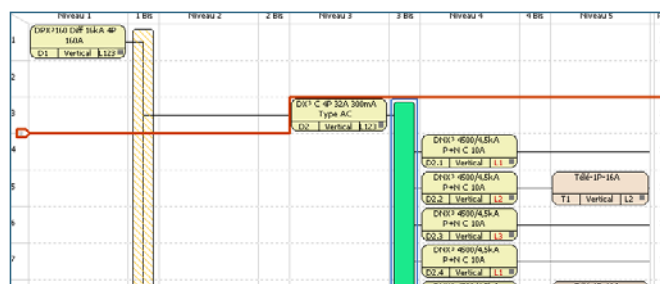 Niveau 1 1 Bis Niveau 2 2 Bis Niveau 3 3 Bis Niveau 4 4 Bis Niveau 5
1
DPX³160 Diff 16kA 4P
160A
D1 Vertical L123
2
3
DX³ C 4P 32A 300mA
Type AC
D2 Vertical L123
4
DNX³ 4500/4,5kA
P+N C 10A
D2.1 Vertical L1
5
DNX³ 4500/4,5kA
P+N C 10A
D2.2 Vertical L2
Télé-1P-16A
T1 Vertical L2
6
DNX³ 4500/4,5kA
P+N C 10A
D2.3 Vertical L3
7
DNX³ 4500/4,5kA
P+N C 10A
D2.4 Vertical L1